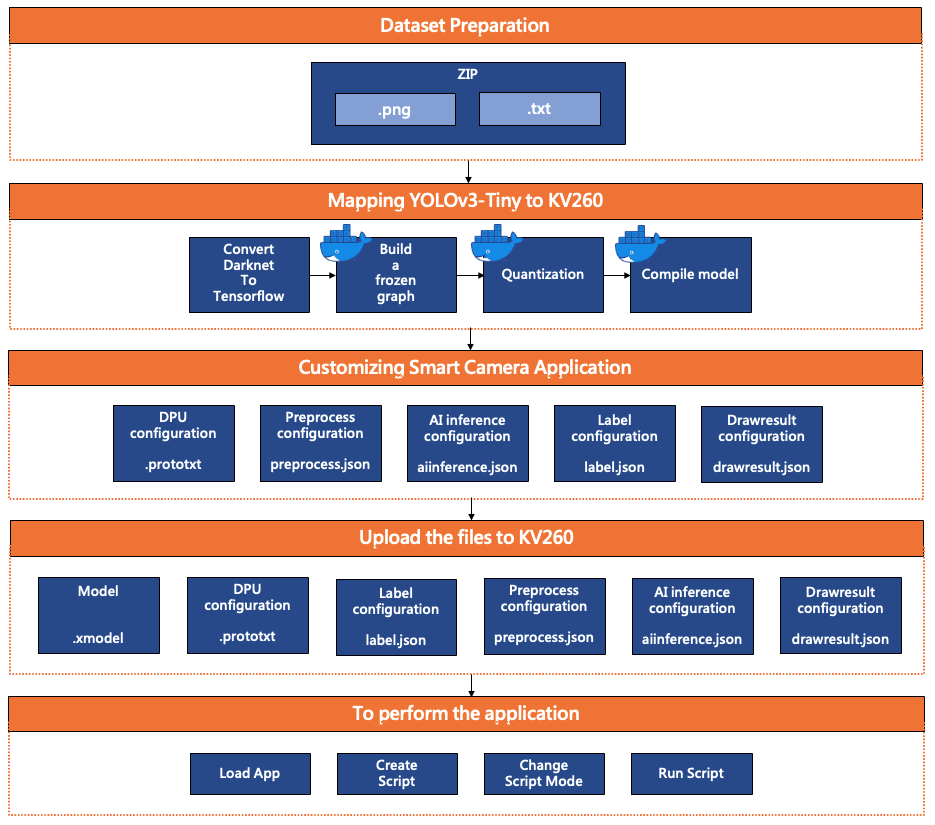 Dataset Preparation
ZIP
.png
.txt
Mapping YOLOv3-Tiny to KV260
Convert
Darknet
To
Tensorflow
Build
a
frozen
graph
Quantization
Compile model
Customizing Smart Camera Application
DPU
configuration
.prototxt
Preprocess
configuration
preprocess.json
AI inference
configuration
aiinference.json
Label
configuration
label.json
Drawresult
configuration
drawresult.json
Upload the files to KV260
Model
.xmodel
DPU
configuration
.prototxt
Label
configuration
label.json
Preprocess
configuration
preprocess.json
AI inference
configuration
aiinference.json
Drawresult
configuration
drawresult.json
To perform the application
Load App
Create
Script
Change
Script Mode
Run Script